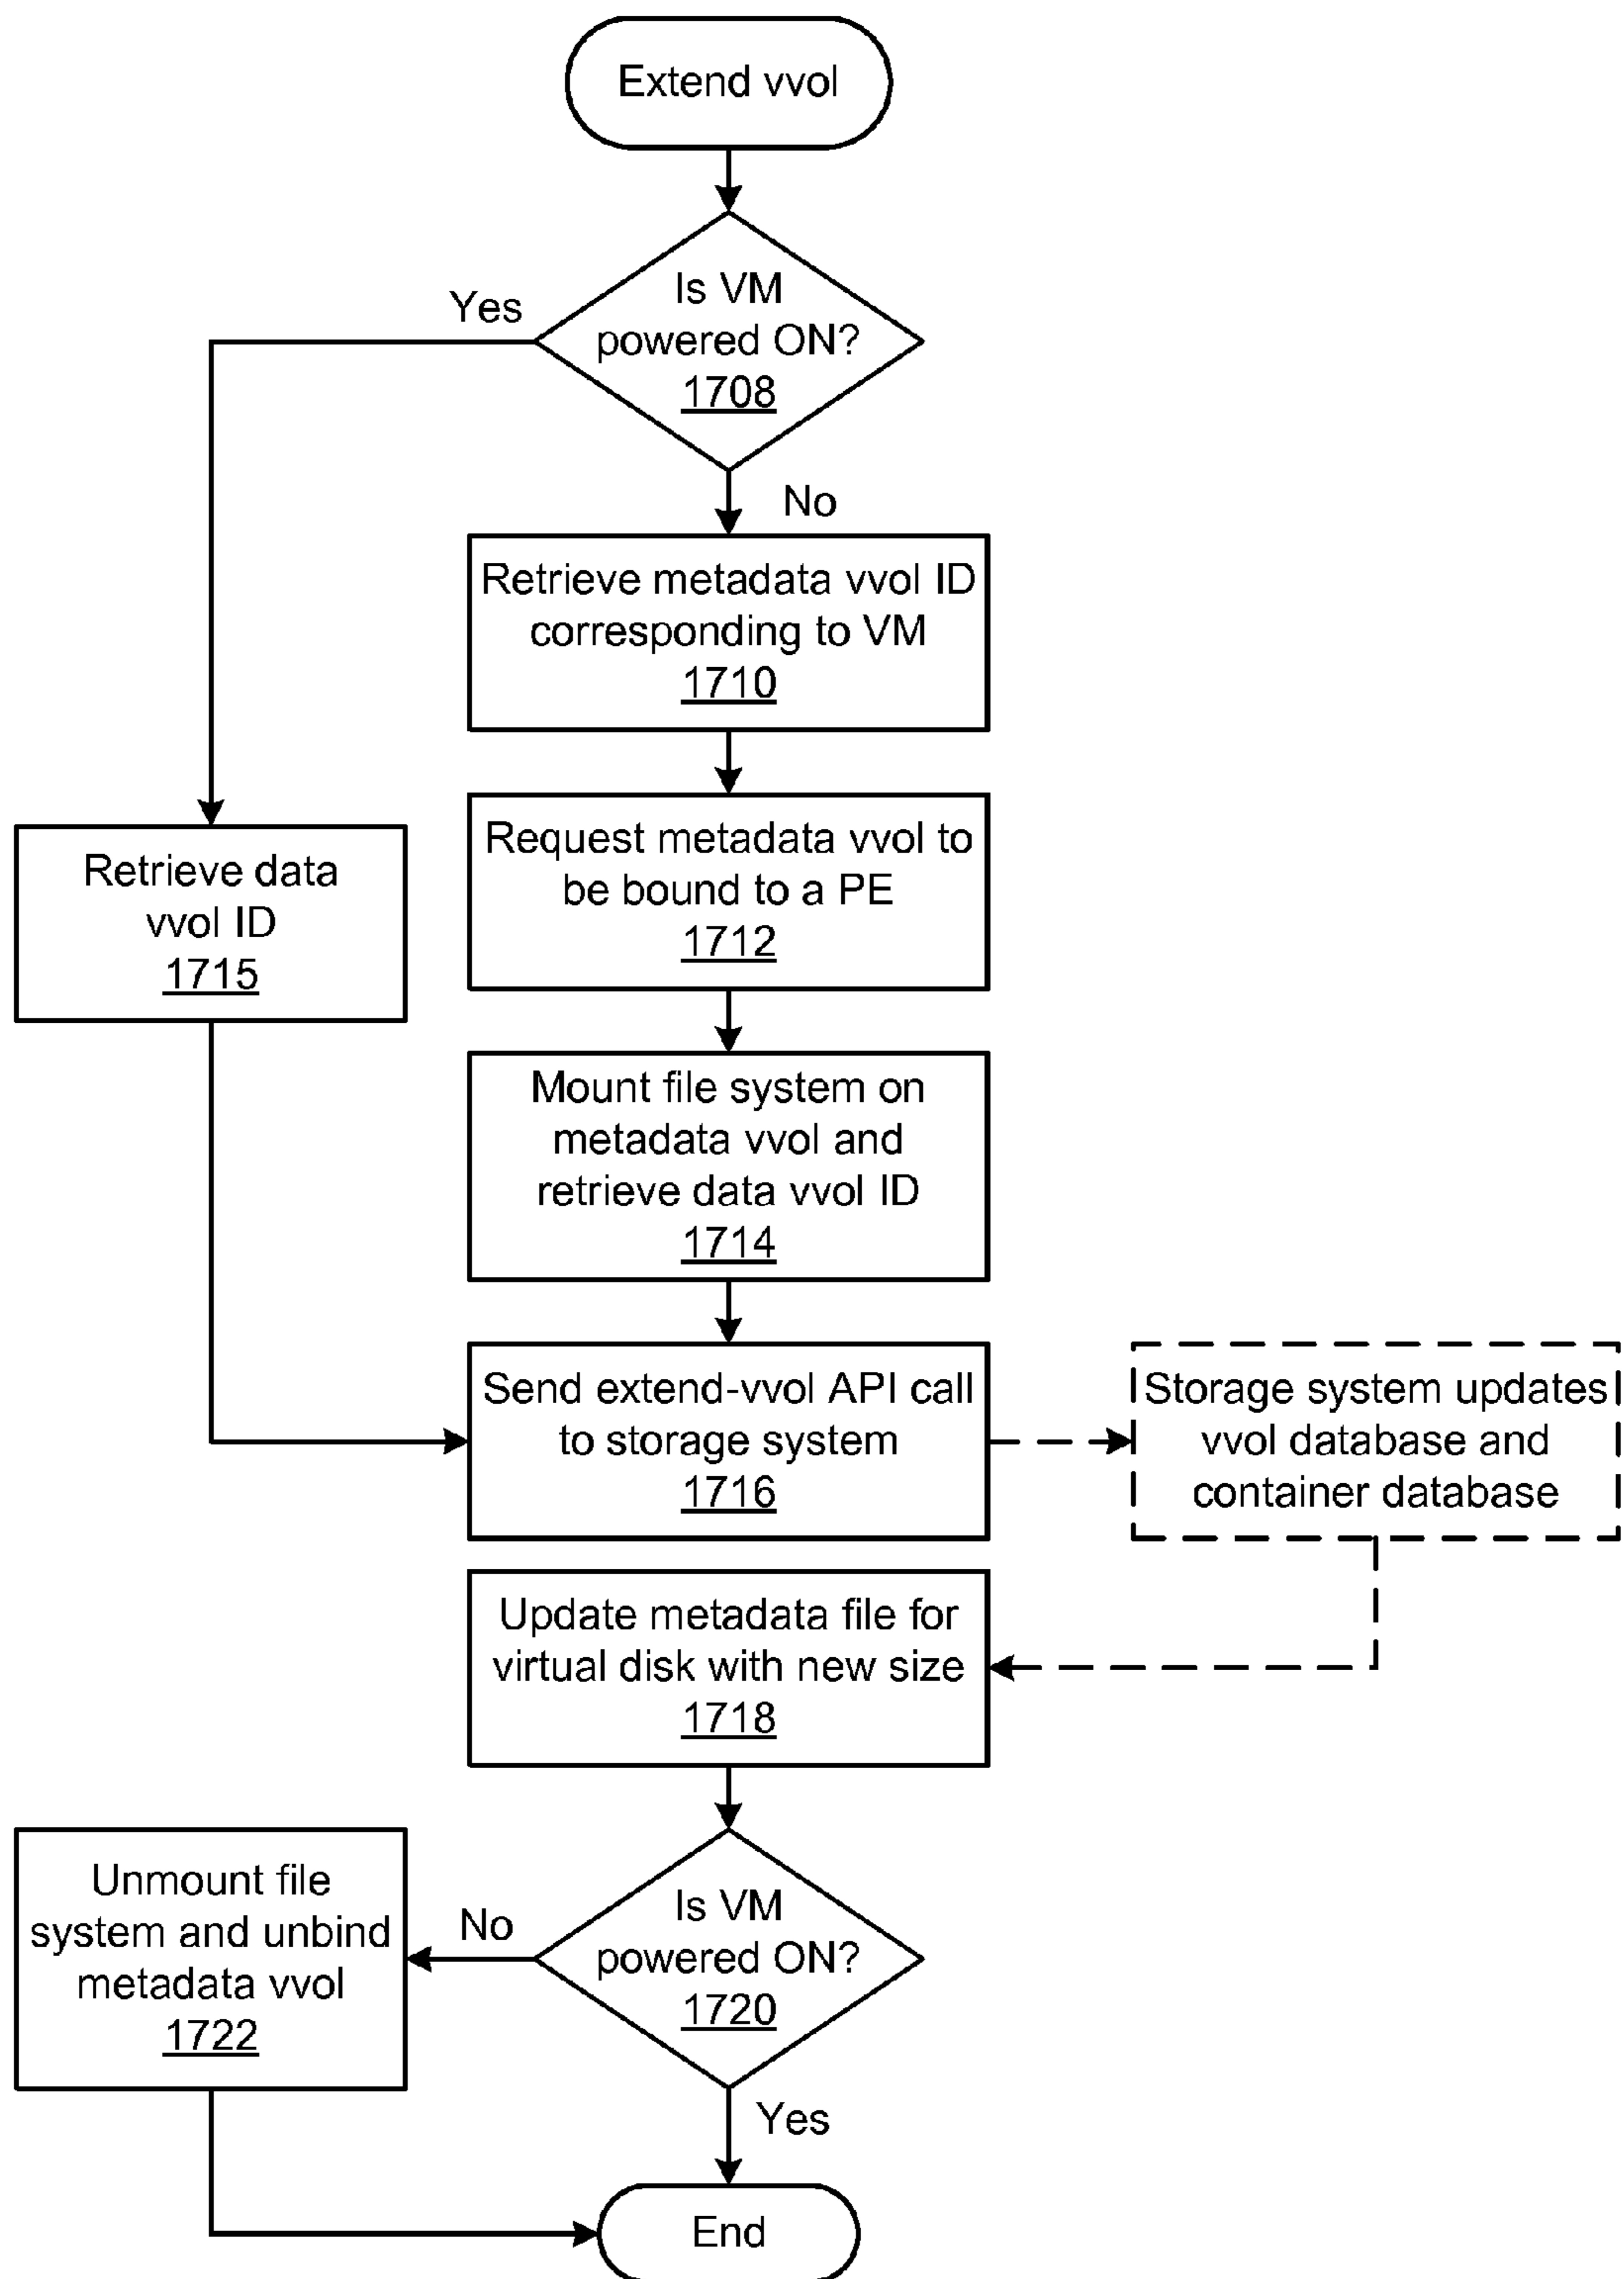 Extend vvol
Is VM
powered ON?
1708
Yes
No
Retrieve metadata vvol ID
corresponding to VM
1710
Request metadata vvol to
be bound to a PE
1712
Retrieve data
vvol ID
1715
Mount file system on
metadata vvol and
retrieve data vvol ID
1714
Send extend-vvol API call
to storage system
1716
Storage system updates
vvol database and
container database
Update metadata file for
virtual disk with new size
1718
Is VM
powered ON?
1720
No
Unmount file
system and unbind
metadata vvol
1722
Yes
End